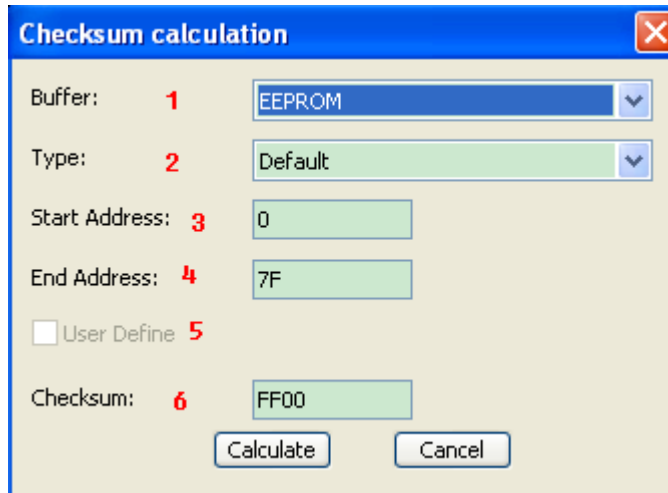 Checksum calculation
Buffer: 1 EEPROM
Type: 2 Default
Start Address: 3 0
End Address: 4 7F
User Define 5
Checksum: 6 FF00
Calculate Cancel